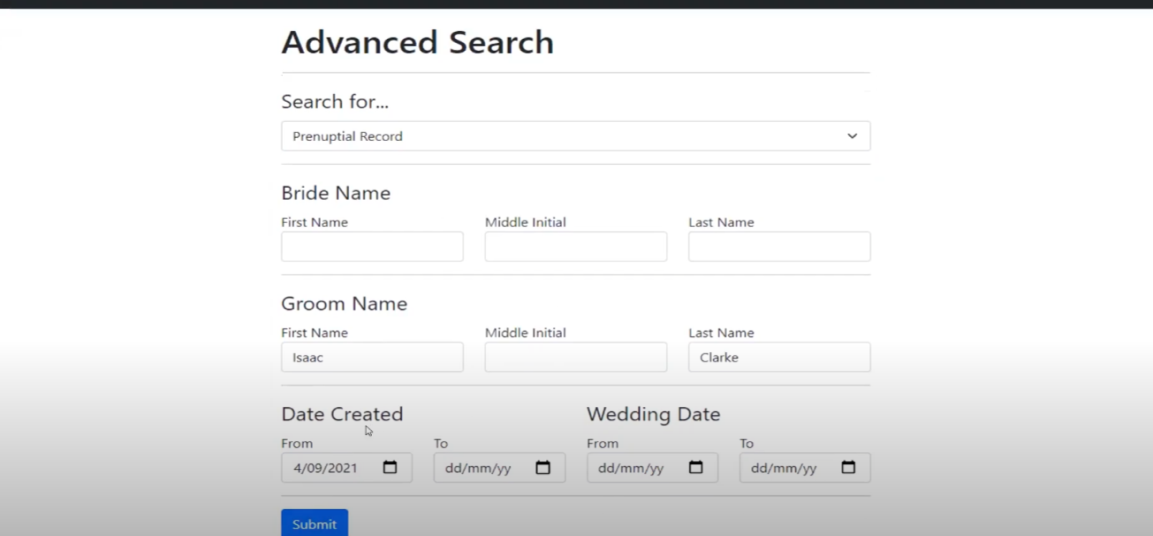 Advanced Search
Search for...
Prenuptial Record
Bride Name
First Name Middle Initial Last Name
Groom Name
First Name Middle Initial Last Name
Isaac Clarke
Date Created Wedding Date
From To From To
4/09/2021 dd/mm/yy dd/mm/yy dd/mm/yy
Submit